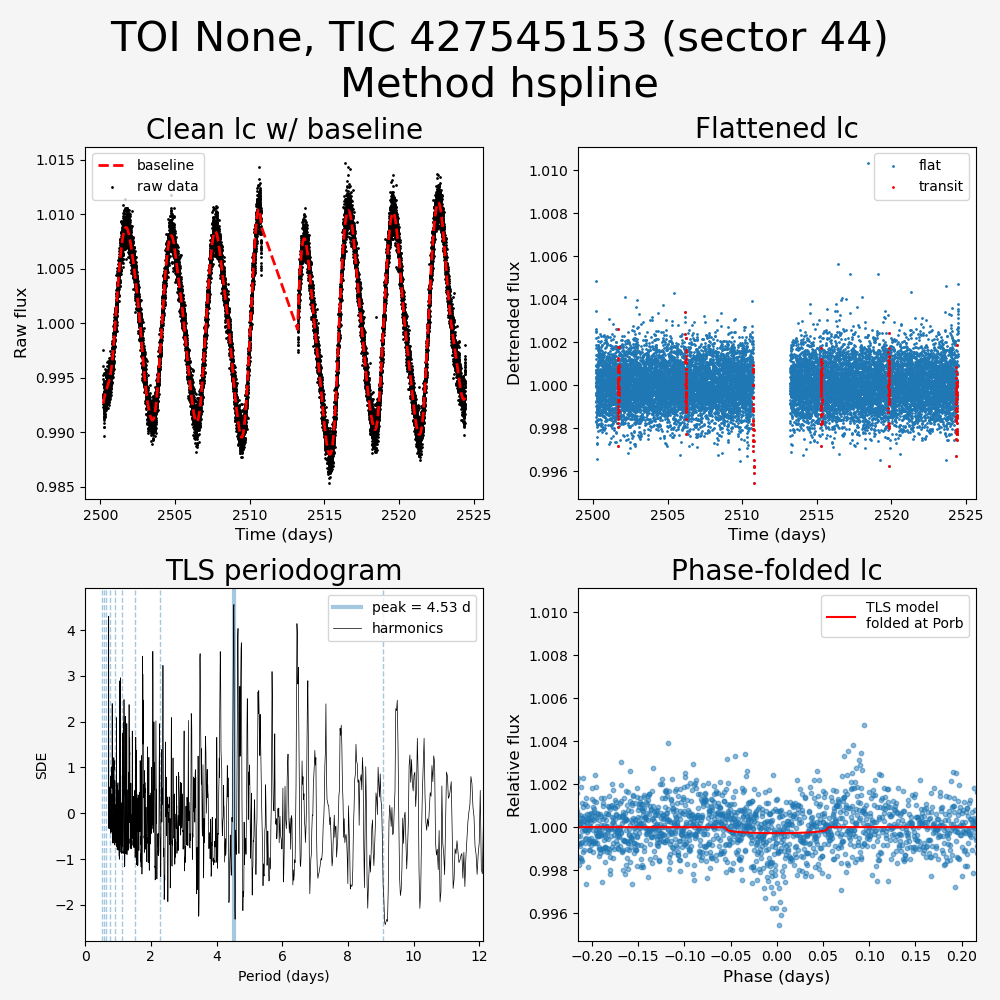 TOI None, TIC 427545153 (sector 44)
Method hspline
Clean lc w/ baseline
baseline
raw data
Raw flux
1.015
1.010
1.005
1.000
0.995
0.990
0.985
2500 2505 2510 2515 2520 2525
Time (days)
Flattened lc
flat
transit
Detrended flux
1.010
1.008
1.006
1.004
1.002
1.000
0.998
0.996
2500 2505 2510 2515 2520 2525
Time (days)
TLS periodogram
peak = 4.53 d
harmonics
SDE
4
3
2
1
0
−1
−2
0 2 4 6 8 10 12
Period (days)
Phase-folded lc
TLS model
folded at Porb
Relative flux
1.010
1.008
1.006
1.004
1.002
1.000
0.998
0.996
−0.20 −0.15 −0.10 −0.05 0.00 0.05 0.10 0.15 0.20
Phase (days)